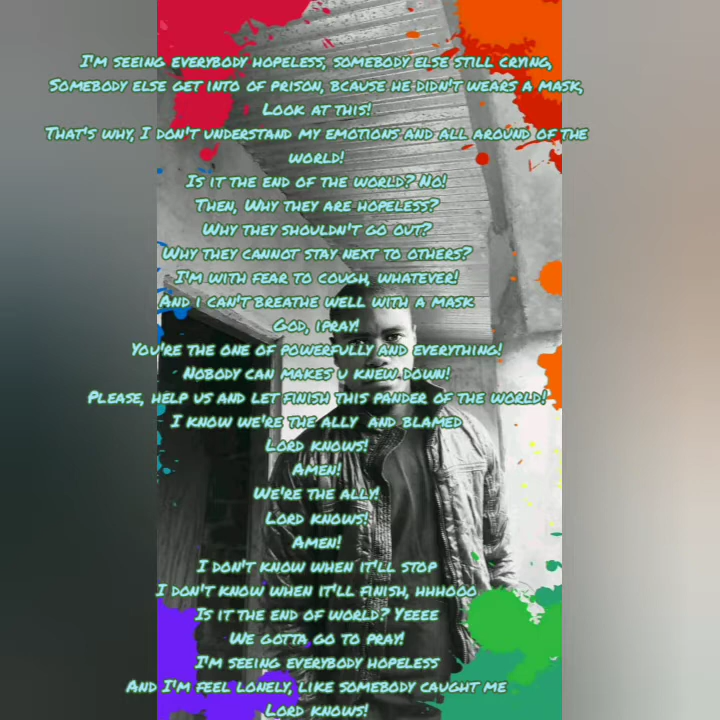 I'm seeing everybody hopeless, somebody else still crying,
Somebody else get into of prison, bcause he didn't wears a mask,
Look at this!
That's why, I don't understand my emotions and all around of the
world!
Is it the end of the world? No!
Then, Why they are hopeless?
Why they shouldn't go out?
Why they cannot stay next to others?
I'm with fear to cough, whatever!
And i can't breathe well with a mask
God, ipray!
You're the one of powerfully and everything!
Nobody can makes u knew down!
Please, help us and let finish this pander of the world!
I know we're the ally and blamed
Lord knows!
Amen!
We're the ally!
Lord knows!
Amen!
I don't know when it'll stop
I don't know when it'll finish, hhhooo
Is it the end of world? Yeeee
We gotta go to pray!
I'm seeing everybody hopeless
And I'm feel lonely, like somebody caught me
Lord knows!